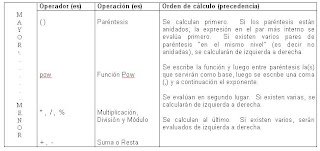 Operador (es) Operación (es) Orden de cálculo (precedencia)
M
A
Y
O
R
( ) Paréntesis Se calculan primero. Si los paréntesis están
anidados, la expresión en el par más interno se
evalúa primero. Si existen varios pares de
paréntesis "en el mismo nivel" (es decir no
anidadas), se calcularán de izquierda a derecha.
pow Función Pow Se escribe la función y luego entre paréntesis la(s)
que servirán como base, luego se escribe una coma
(,) y a continuación el exponente.
M
E
N
O
R
* , / , % Multiplicación,
División y Módulo
Se evalúan en segundo lugar. Si existen varias, se
calcularán de izquierda a derecha.
+ , - Suma o Resta
Se calculan al último. Si existen varios, serán
evaluados de izquierda a derecha.